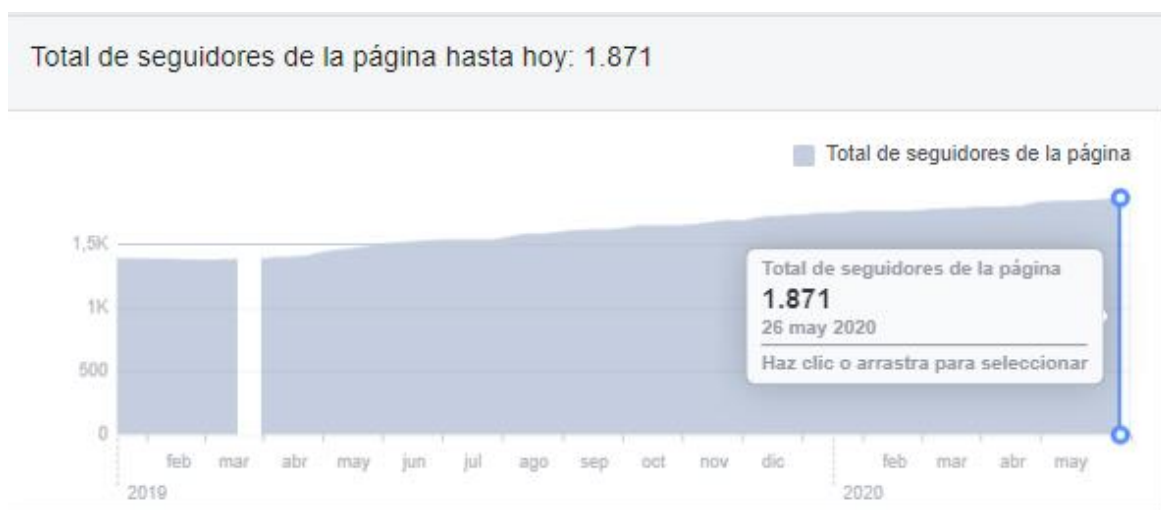 Total de seguidores de la página hasta hoy: 1.871
Total de seguidores de la página
1,5K
1K
500
0
Total de seguidores de la página
1.871
26 may 2020
Haz clic o arrastra para seleccionar
feb mar abr may jun jul ago sep oct nov dic feb mar abr may
2019 2020